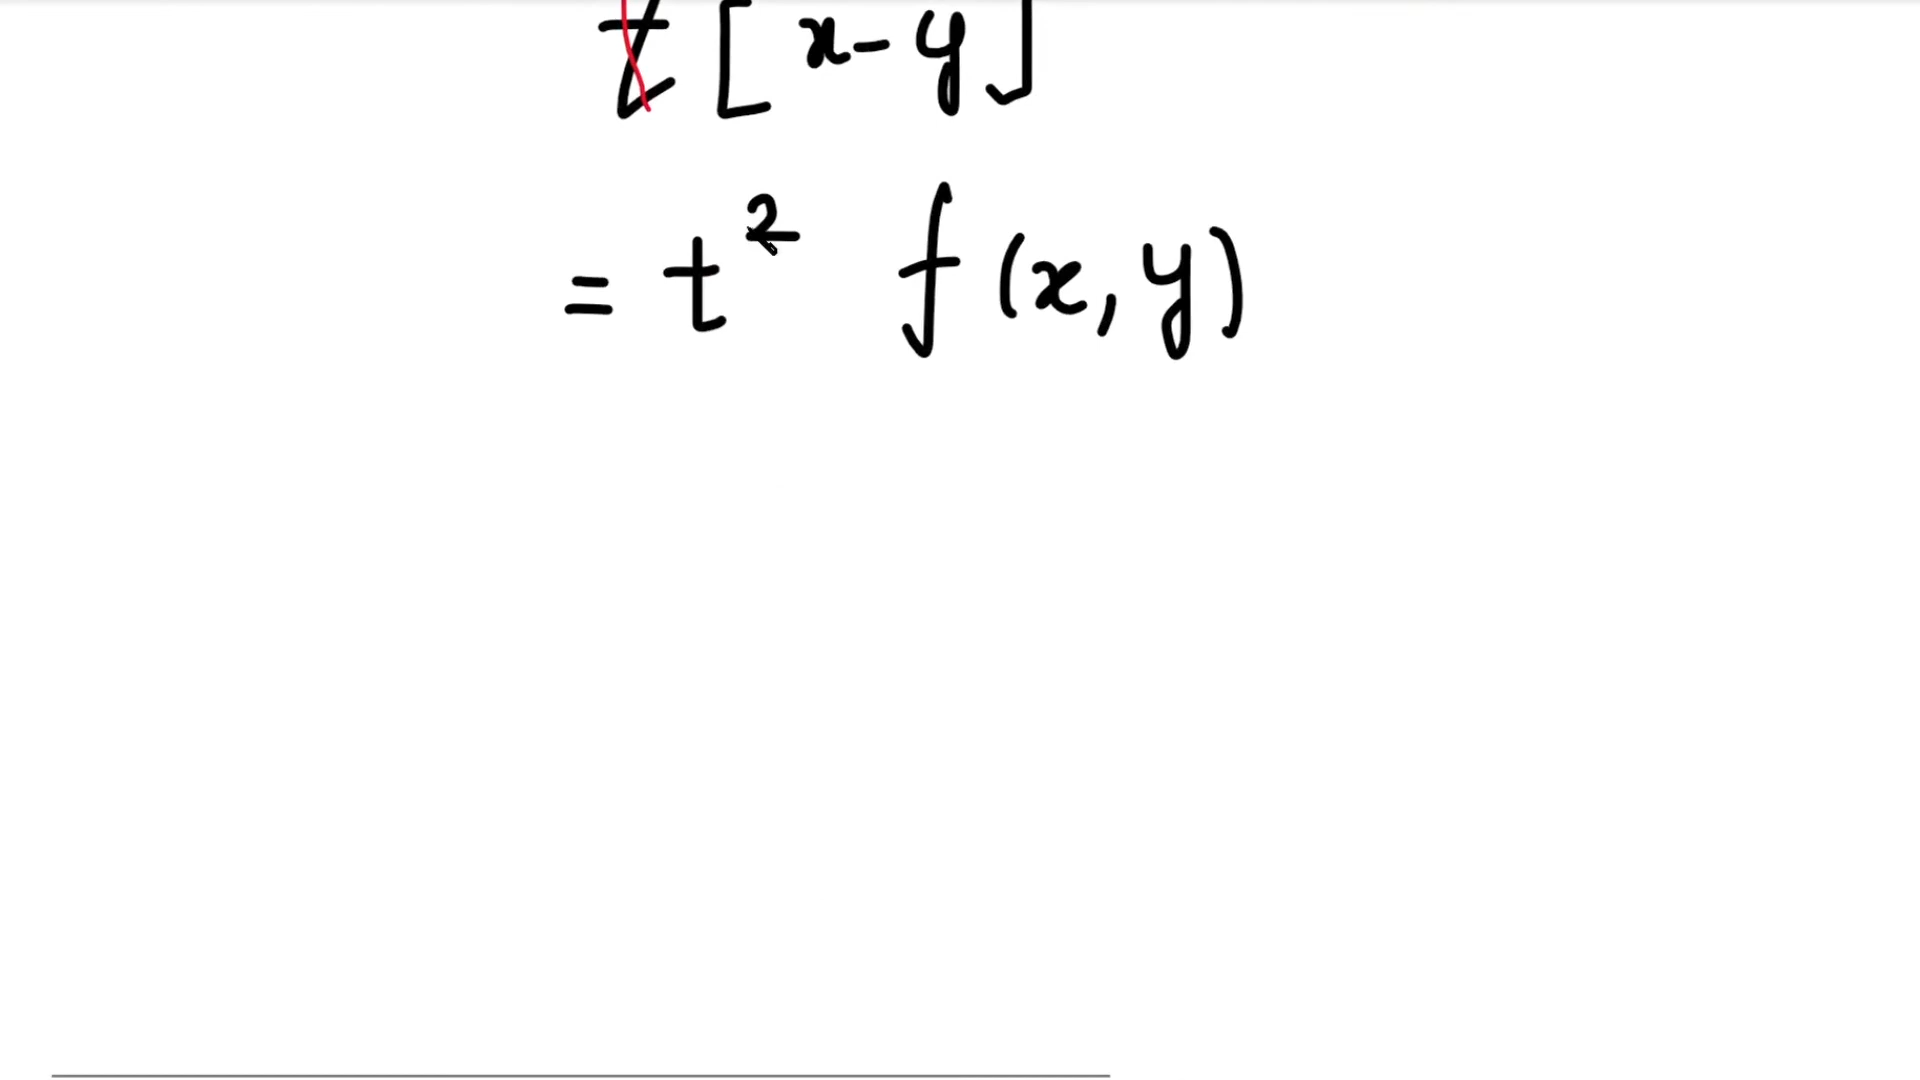 t [ x - y ]
= t² f (x, y)